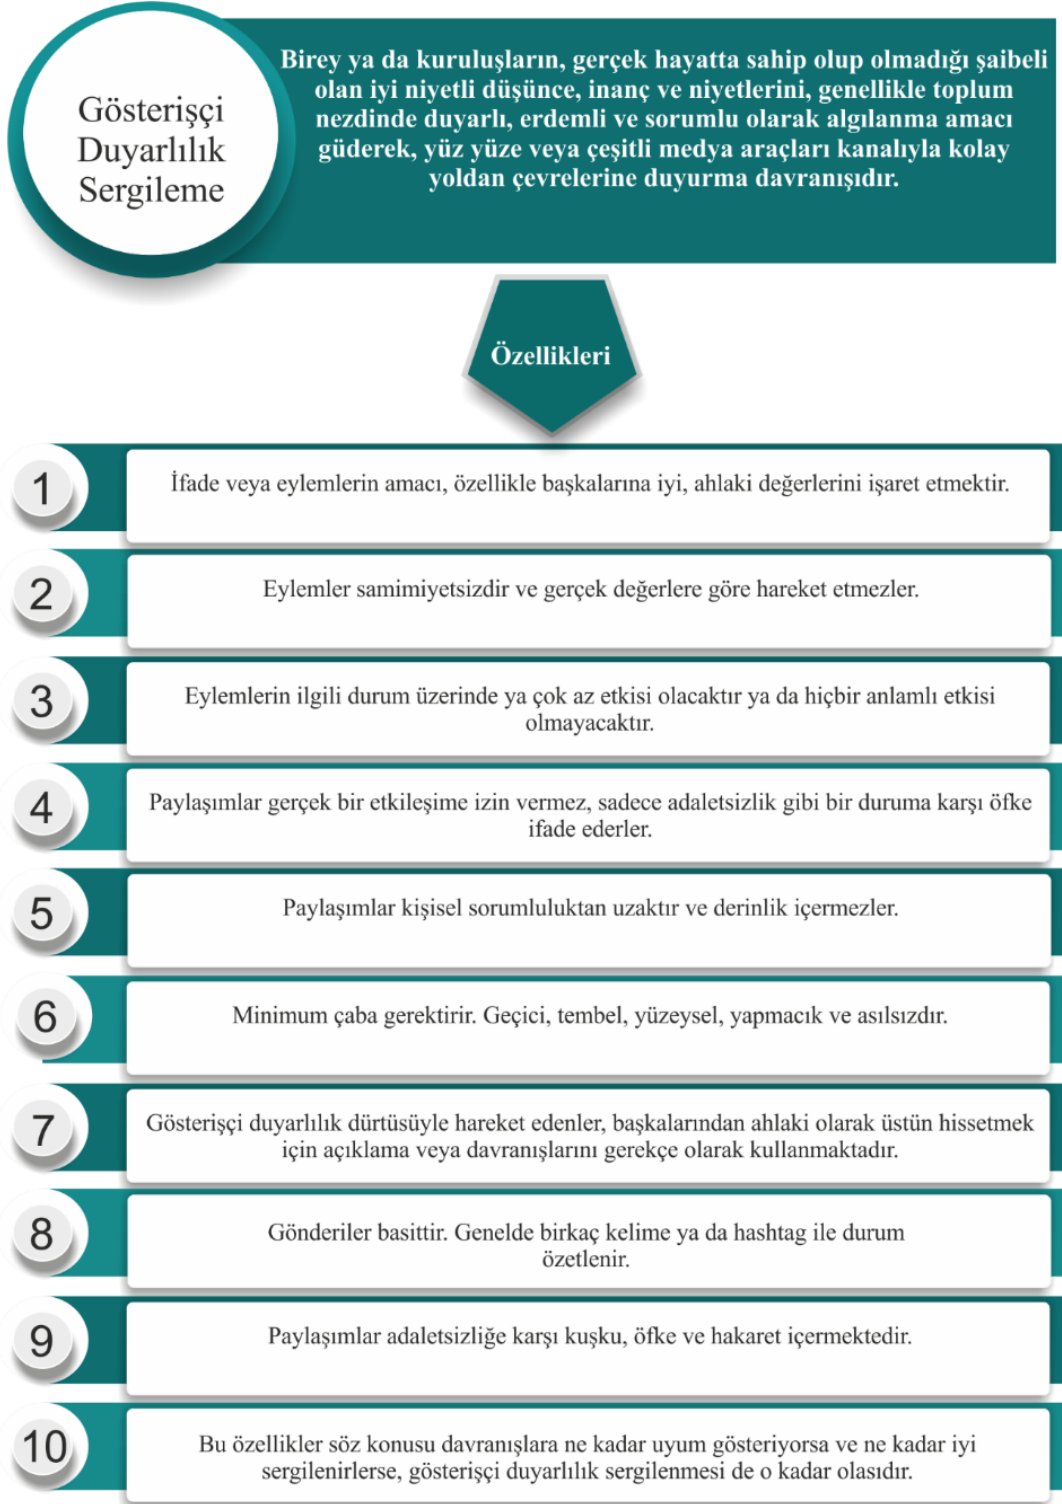 Gösterişçi
Duyarlılık
Sergileme
Birey ya da kuruluşların, gerçek hayatta sahip olup olmadığı şaibeli
olan iyi niyetli düşünce, inanç ve niyetlerini, genellikle toplum
nezdinde duyarlı, erdemli ve sorumlu olarak algılanma amacı
güderek, yüz yüze veya çeşitli medya araçları kanalıyla kolay
yoldan çevrelerine duyurma davranışıdır.
Özellikleri
1
İfade veya eylemlerin amacı, özellikle başkalarına iyi, ahlaki değerlerini işaret etmektir.
2
Eylemler samimiyetsizdir ve gerçek değerlere göre hareket etmezler.
3
Eylemlerin ilgili durum üzerinde ya çok az etkisi olacaktır ya da hiçbir anlamlı etkisi
olmayacaktır.
4
Paylaşımlar gerçek bir etkileşime izin vermez, sadece adaletsizlik gibi bir duruma karşı öfke
ifade ederler.
5
Paylaşımlar kişisel sorumluluktan uzaktır ve derinlik içermezler.
6
Minimum çaba gerektirir. Geçici, tembel, yüzeysel, yapmacık ve asılsızdır.
7
Gösterişçi duyarlılık dürtüsüyle hareket edenler, başkalarından ahlaki olarak üstün hissetmek
için açıklama veya davranışlarını gerekçe olarak kullanmaktadır.
8
Gönderiler basittir. Genelde birkaç kelime ya da hashtag ile durum
özetlenir.
9
Paylaşımlar adaletsizliğe karşı kuşku, öfke ve hakaret içermektedir.
10
Bu özellikler söz konusu davranışlara ne kadar uyum gösteriyorsa ve ne kadar iyi
sergilenirlerse, gösterişçi duyarlılık sergilenmesi de o kadar olasıdır.